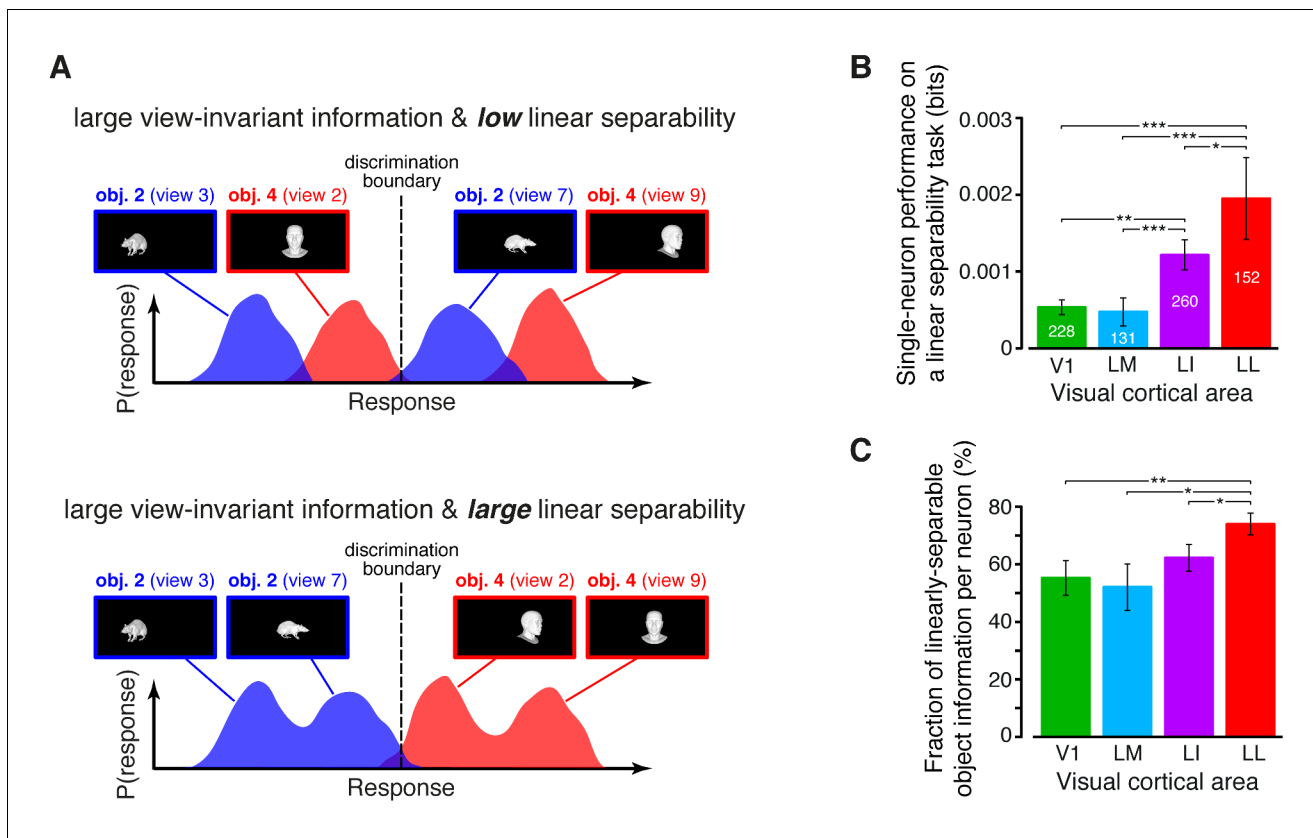 A
large view-invariant information & low linear separability
discrimination
boundary
obj. 2 (view 3)
obj. 4 (view 2)
obj. 2 (view 7)
obj. 4 (view 9)
P(response)
Response
large view-invariant information & large linear separability
discrimination
boundary
obj. 2 (view 3)
obj. 2 (view 7)
obj. 4 (view 2)
obj. 4 (view 9)
P(response)
Response
B
Single-neuron performance on
a linear separability task (bits)
0.003
0.002
0.001
0
***
***
*
**
***
228
131
260
152
V1
LM
LI
LL
Visual cortical area
C
Fraction of linearly-separable
object information per neuron (%)
80
60
40
20
0
**
*
*
V1
LM
LI
LL
Visual cortical area